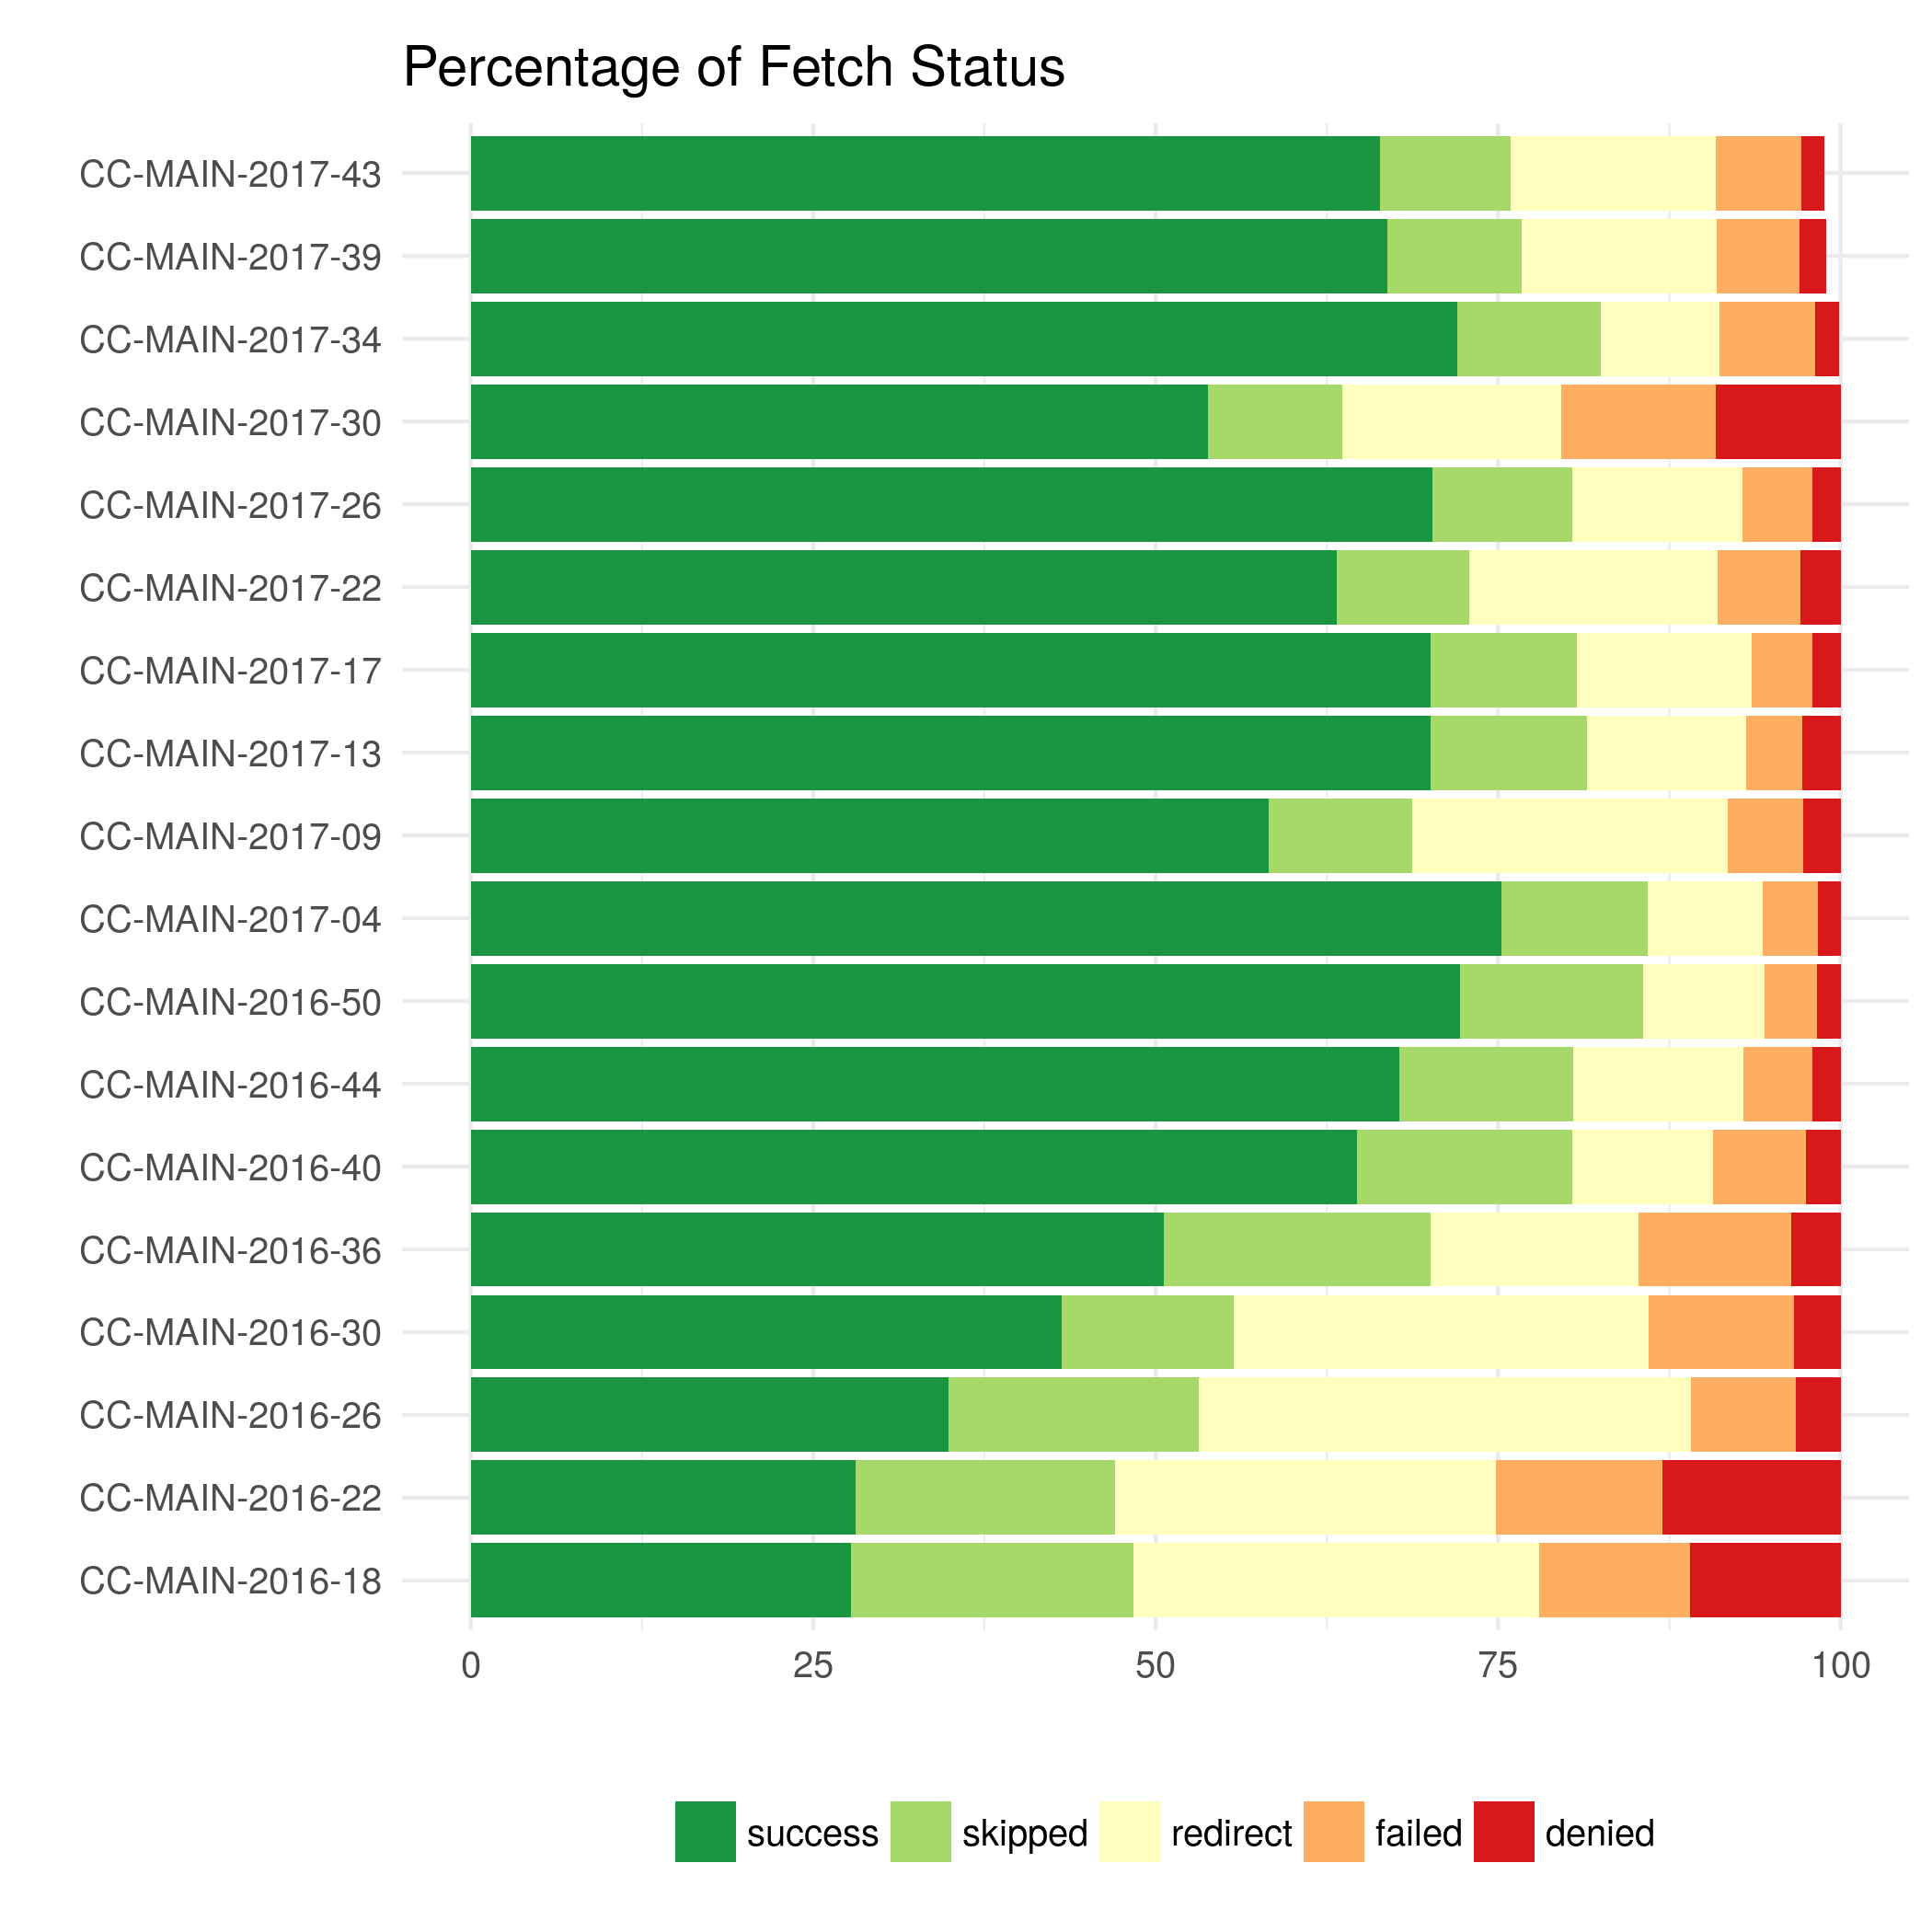 Percentage of Fetch Status
CC-MAIN-2017-43
CC-MAIN-2017-39
CC-MAIN-2017-34
CC-MAIN-2017-30
CC-MAIN-2017-26
CC-MAIN-2017-22
CC-MAIN-2017-17
CC-MAIN-2017-13
CC-MAIN-2017-09
CC-MAIN-2017-04
CC-MAIN-2016-50
CC-MAIN-2016-44
CC-MAIN-2016-40
CC-MAIN-2016-36
CC-MAIN-2016-30
CC-MAIN-2016-26
CC-MAIN-2016-22
CC-MAIN-2016-18
0 25 50 75 100
success skipped redirect failed denied